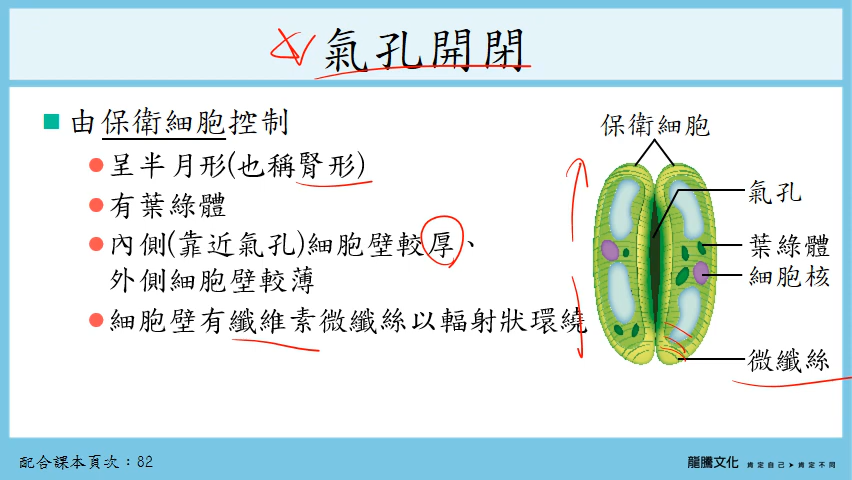 氣孔開閉
由保衛細胞控制
呈半月形(也稱腎形)
有葉綠體
內側(靠近氣孔)細胞壁較厚、
外側細胞壁較薄
細胞壁有纖維素微纖絲以輻射狀環繞
保衛細胞
氣孔
葉綠體
細胞核
微纖絲
配合課本頁次：82
龍騰文化 肯定自己➤肯定不同